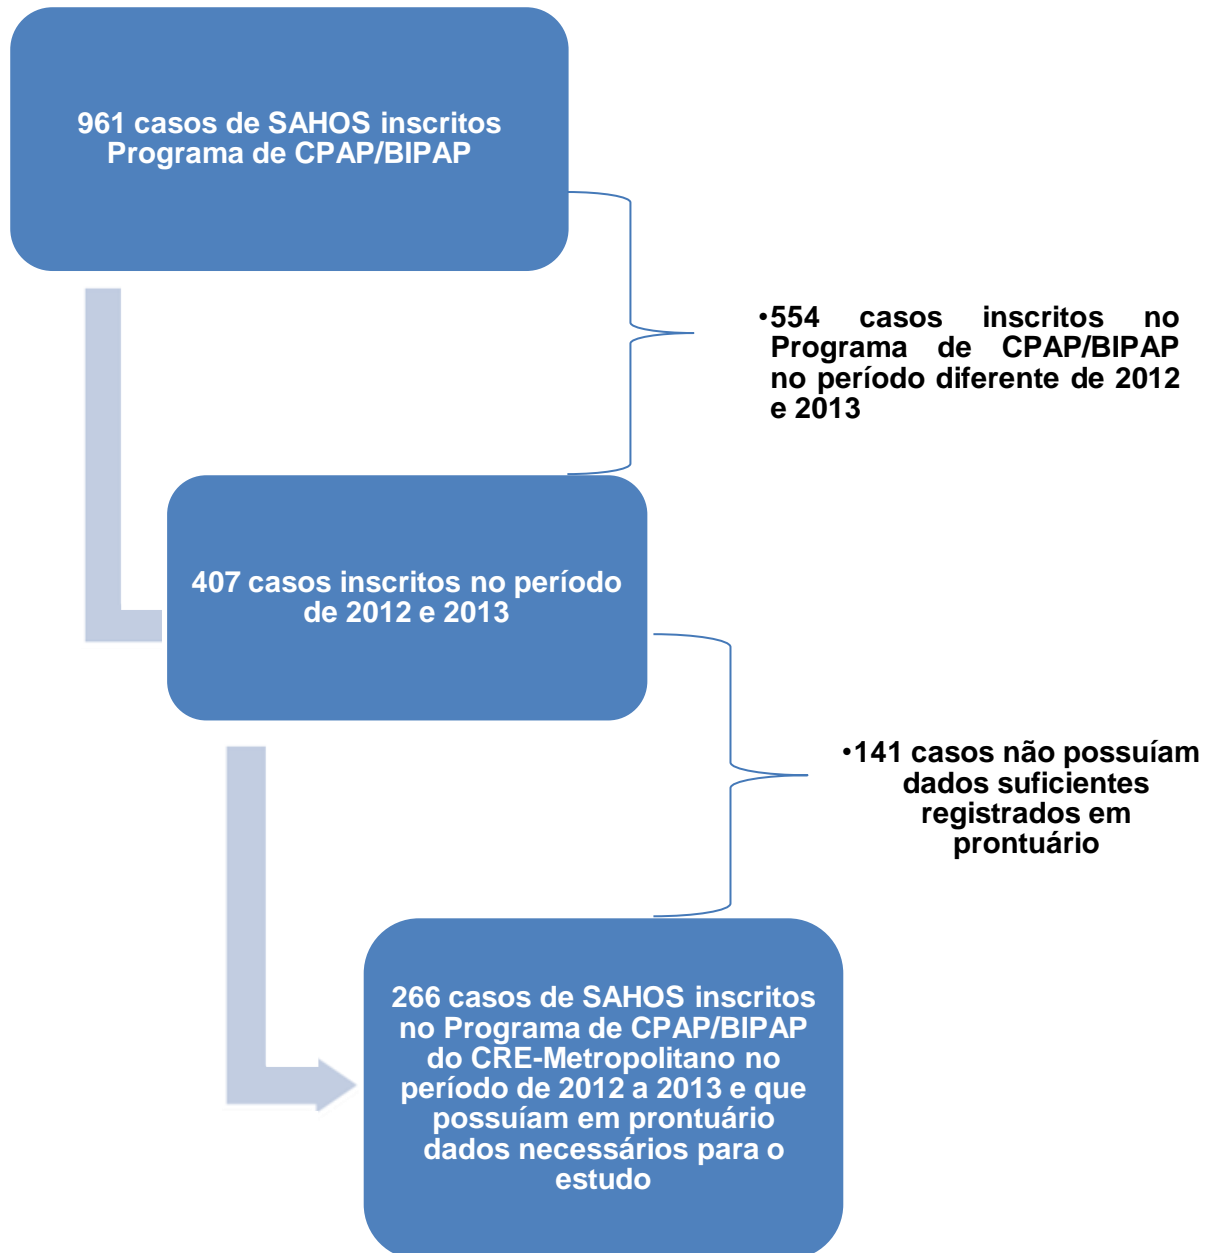 961 casos de SAHOS inscritos
Programa de CPAP/BIPAP
•554 casos inscritos no
Programa de CPAP/BIPAP
no período diferente de 2012
e 2013
407 casos inscritos no período
de 2012 e 2013
•141 casos não possuíam
dados suficientes
registrados em
prontuário
266 casos de SAHOS inscritos
no Programa de CPAP/BIPAP
do CRE-Metropolitano no
período de 2012 a 2013 e que
possuíam em prontuário
dados necessários para o
estudo